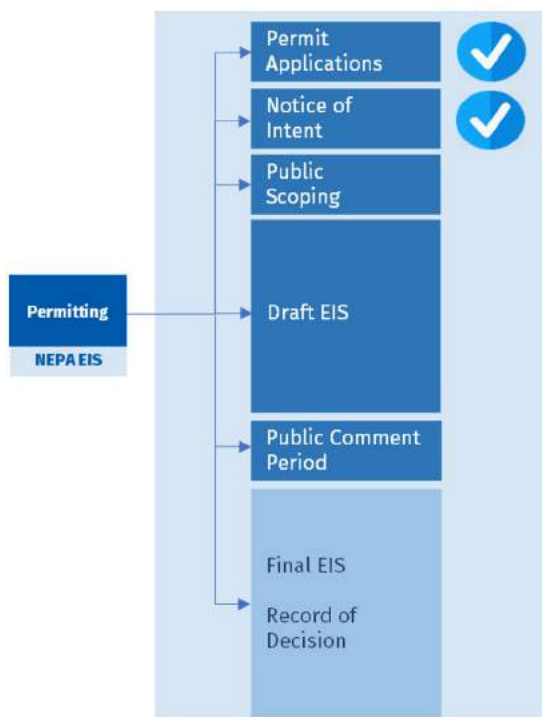 Permit
Applications
Notice of
Intent
Public
Scoping
Permitting
NEPA EIS
Draft EIS
Public Comment
Period
Final EIS
Record of
Decision